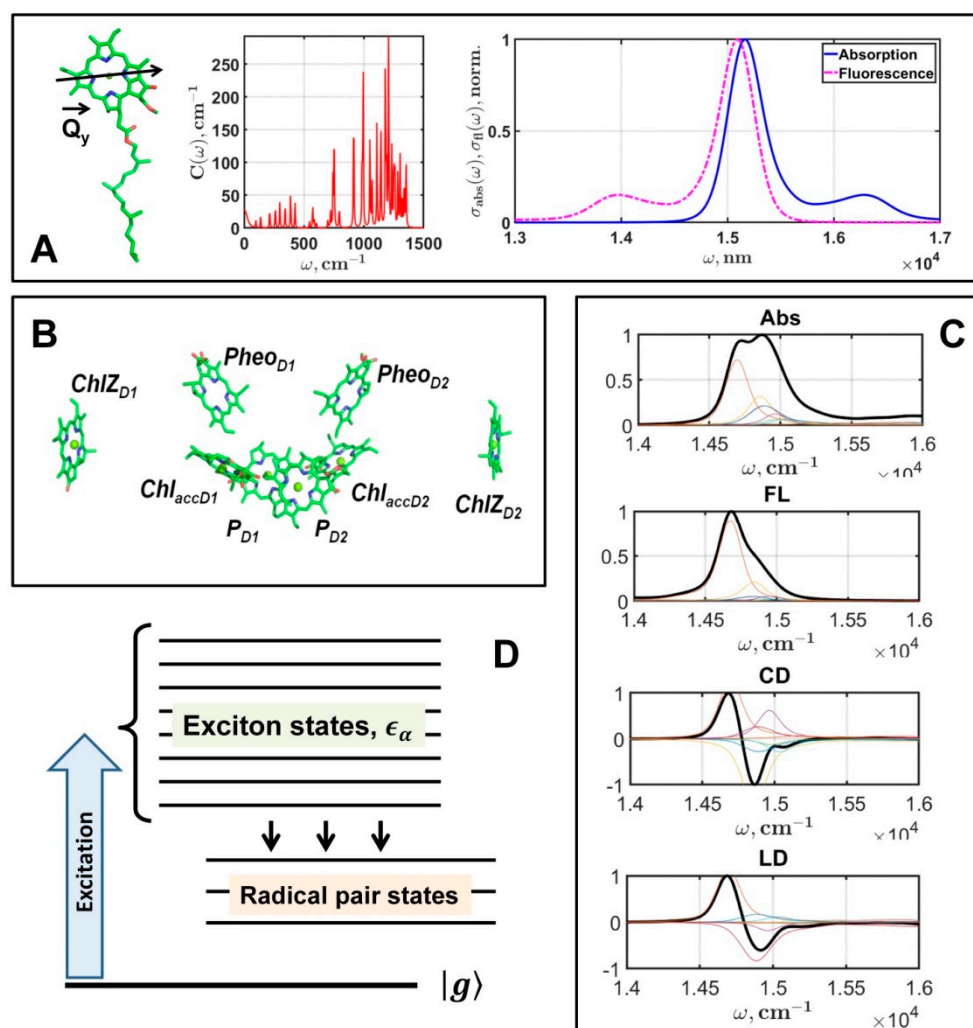 A
Q_y
C(ω), cm⁻¹
250
200
150
100
50
0
0 500 1000 1500
ω, cm⁻¹
σ_abs(ω), σ_fl(ω), norm.
1
0.5
0
Absorption
Fluorescence
1.3 1.4 1.5 1.6 1.7
ω, nm
×10⁴
B
ChlZ_D1
Pheo_D1
Pheo_D2
ChlZ_D2
Chl_accD1
Chl_accD2
P_D1
P_D2
C
Abs
1
0.5
0
1.4 1.45 1.5 1.55 1.6
ω, cm⁻¹
×10⁴
FL
1
0.5
0
1.4 1.45 1.5 1.55 1.6
ω, cm⁻¹
×10⁴
CD
1
0
-1
1.4 1.45 1.5 1.55 1.6
ω, cm⁻¹
×10⁴
LD
1
0
-1
1.4 1.45 1.5 1.55 1.6
ω, cm⁻¹
×10⁴
D
Exciton states, ϵ_α
Radical pair states
Excitation
|g⟩